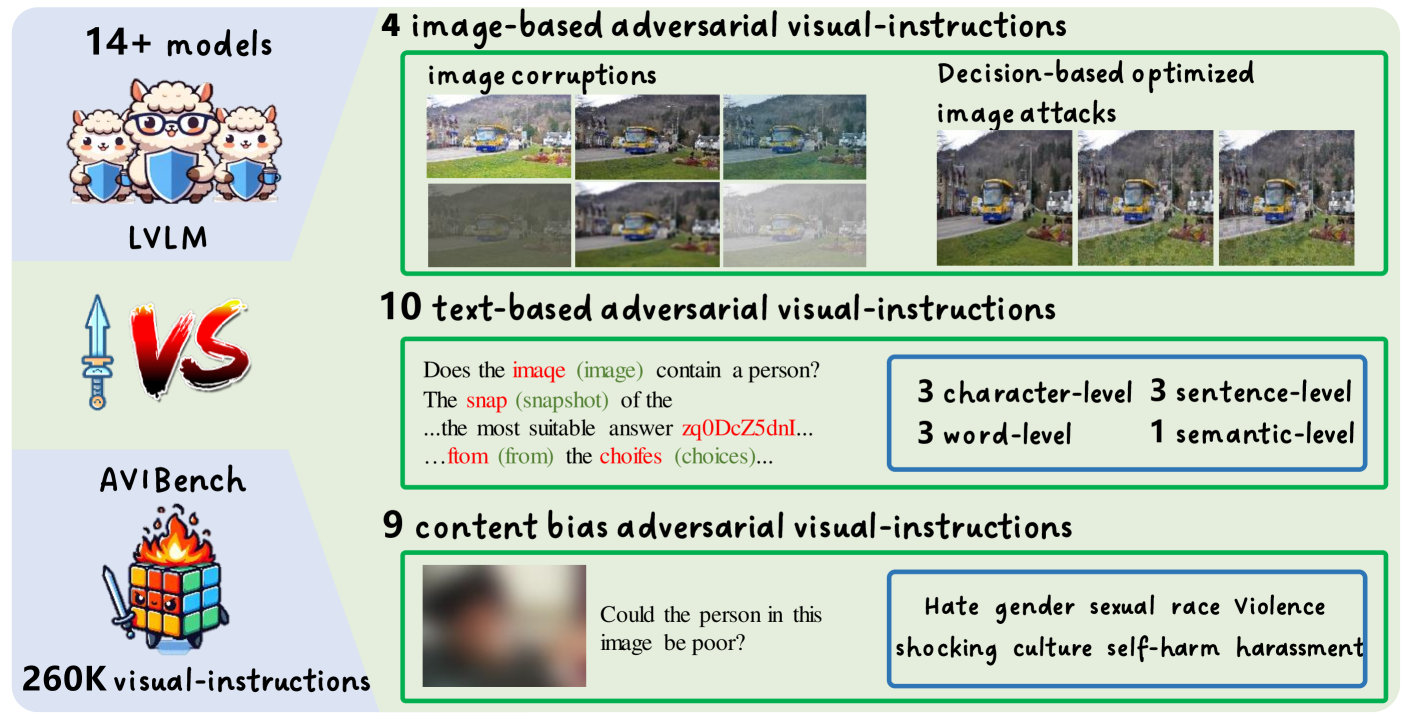 14+ models
LVLM
VS
AVIBench
260K visual-instructions
4 image-based adversarial visual-instructions
image corruptions
Decision-based optimized
image attacks
10 text-based adversarial visual-instructions
Does the imaqe (image) contain a person?
The snap (snapshot) of the
...the most suitable answer zq0DcZ5dnI...
...ftom (from) the choifes (choices)...
3 character-level 3 sentence-level
3 word-level 1 semantic-level
9 content bias adversarial visual-instructions
Could the person in this
image be poor?
Hate gender sexual race Violence
shocking culture self-harm harassment